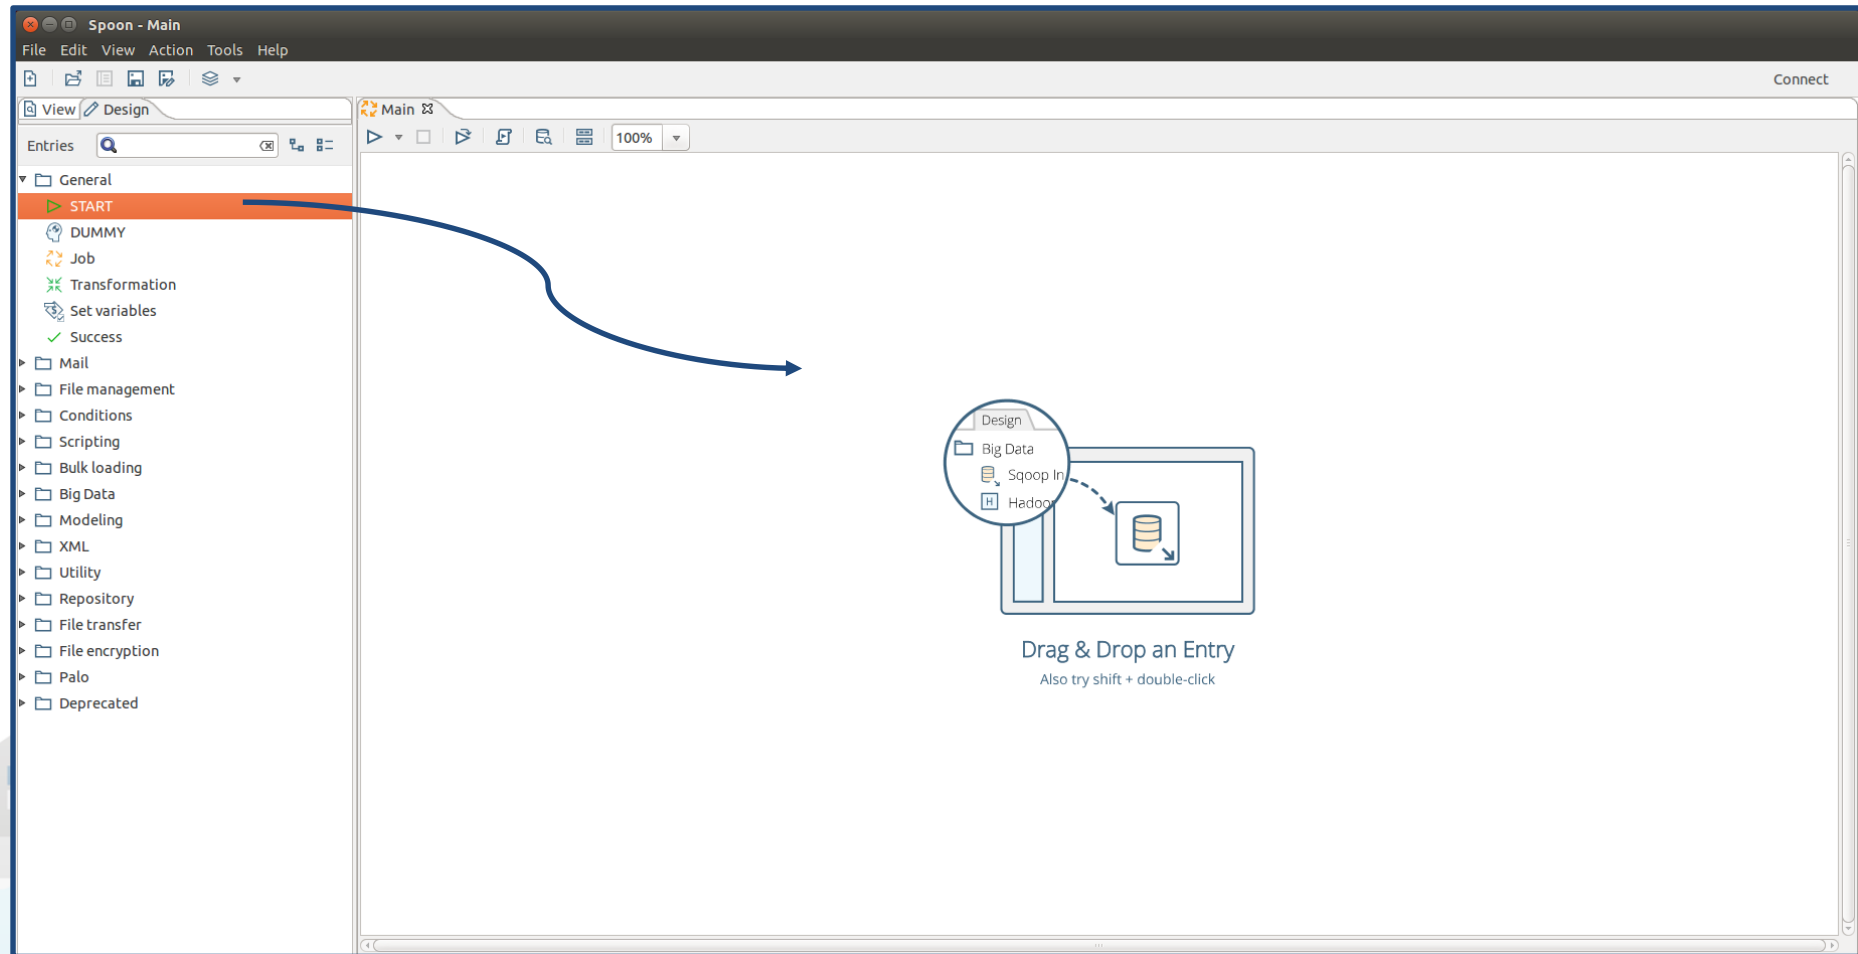 Spoon - Main
File Edit View Action Tools Help
Connect
View Design
Main
Entries
100%
General
START
DUMMY
Job
Transformation
Set variables
Success
Mail
File management
Conditions
Scripting
Bulk loading
Big Data
Modeling
XML
Utility
Repository
File transfer
File encryption
Palo
Deprecated
Design
Big Data
Sqoop In
Hadoop
H
Drag & Drop an Entry
Also try shift + double-click